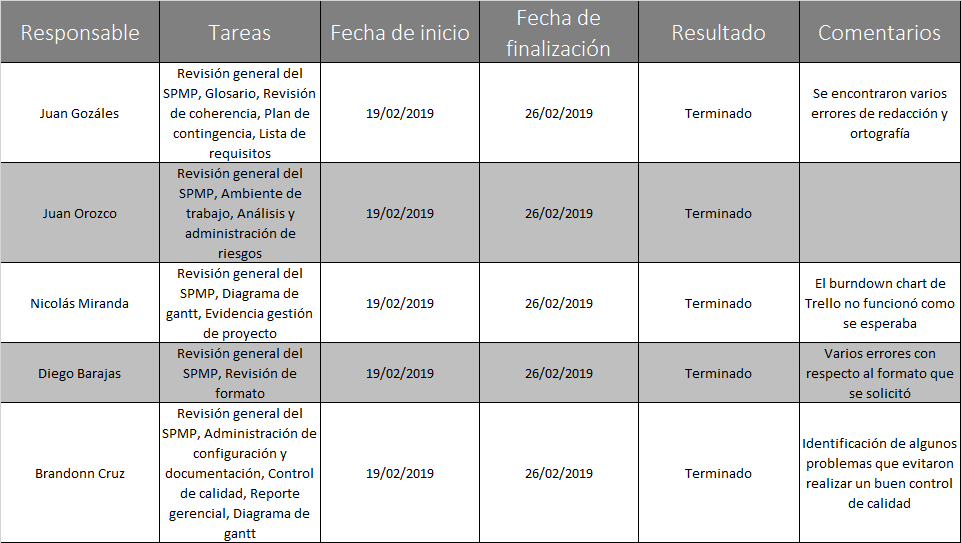 Responsable
Tareas
Fecha de inicio
Fecha de
finalización
Resultado
Comentarios
Juan Gozáles
Revisión general del
SPMP, Glosario, Revisión
de coherencia, Plan de
contingencia, Lista de
requisitos
19/02/2019
26/02/2019
Terminado
Se encontraron varios
errores de redacción y
ortografía
Juan Orozco
Revisión general del
SPMP, Ambiente de
trabajo, Análisis y
administración de
riesgos
19/02/2019
26/02/2019
Terminado
Nicolás Miranda
Revisión general del
SPMP, Diagrama de
gantt, Evidencia gestión
de proyecto
19/02/2019
26/02/2019
Terminado
El burndown chart de
Trello no funcionó como
se esperaba
Diego Barajas
Revisión general del
SPMP, Revisión de
formato
19/02/2019
26/02/2019
Terminado
Varios errores con
respecto al formato que
se solicitó
Brandonn Cruz
Revisión general del
SPMP, Administración de
configuración y
documentación, Control
de calidad, Reporte
gerencial, Diagrama de
gantt
19/02/2019
26/02/2019
Terminado
Identificación de algunos
problemas que evitaron
realizar un buen control
de calidad